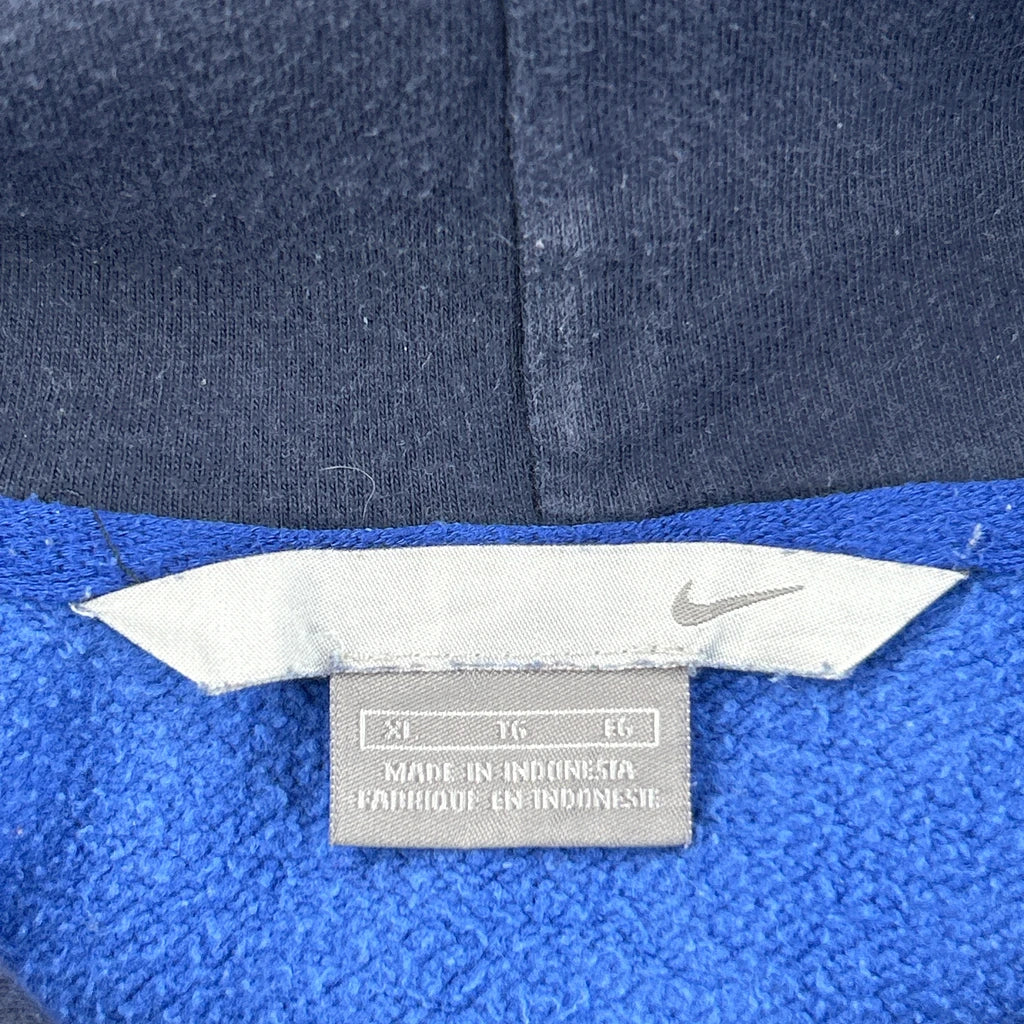 XL TG EG
MADE IN INDONESIA
FABRIQUE EN INDONESIE